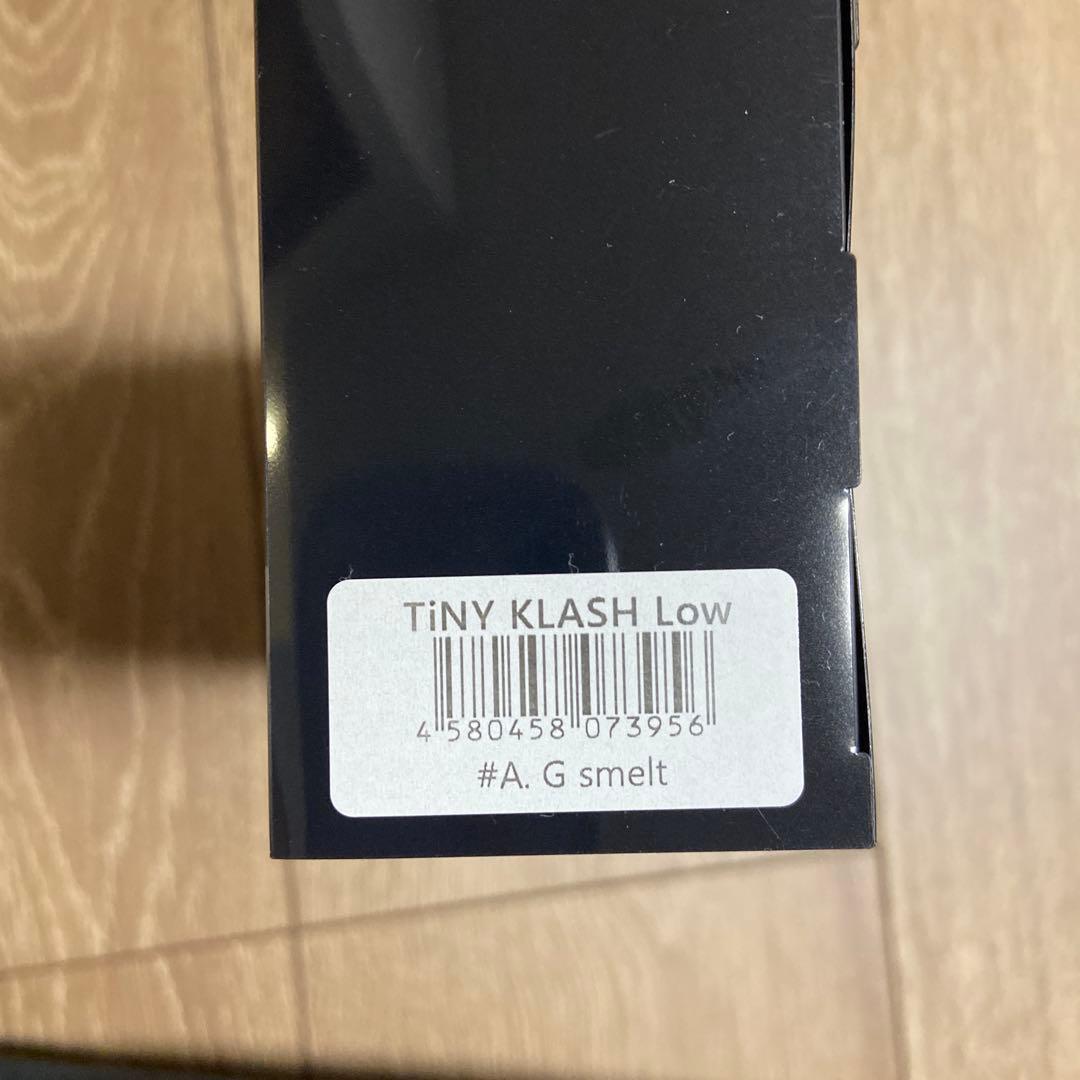 TiNY KLASH Low
4 580458 073956
#A. G smelt